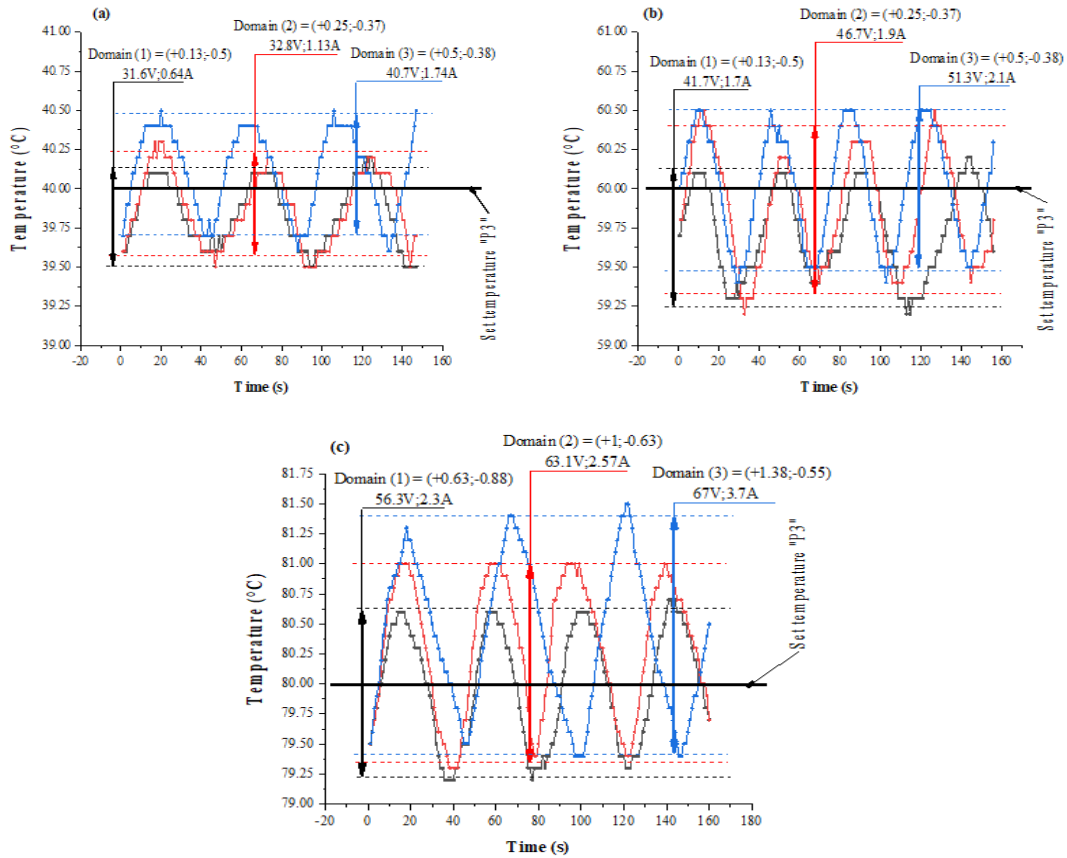 (a)
Domain (2) = (+0.25;-0.37)
32.8V;1.13A
Domain (1) = (+0.13;-0.5)
31.6V;0.64A
Domain (3) = (+0.5;-0.38)
40.7V;1.74A
41.00
40.75
40.50
40.25
40.00
39.75
39.50
39.25
39.00
Temperature (⁰C)
-20 0 20 40 60 80 100 120 140 160
Time (s)
Set temperature "P3"
(b)
Domain (2) = (+0.25;-0.37)
46.7V;1.9A
Domain (1) = (+0.13;-0.5)
41.7V;1.7A
Domain (3) = (+0.5;-0.38)
51.3V;2.1A
61.00
60.75
60.50
60.25
60.00
59.75
59.50
59.25
59.00
Temperature (⁰C)
-20 0 20 40 60 80 100 120 140 160
Time (s)
Set temperature "P3"
(c)
Domain (2) = (+1;-0.63)
63.1V;2.57A
Domain (1) = (+0.63;-0.88)
56.3V;2.3A
Domain (3) = (+1.38;-0.55)
67V;3.7A
81.75
81.50
81.25
81.00
80.75
80.50
80.25
80.00
79.75
79.50
79.25
79.00
Temperature (⁰C)
-20 0 20 40 60 80 100 120 140 160 180
Time (s)
Set temperature "P3"